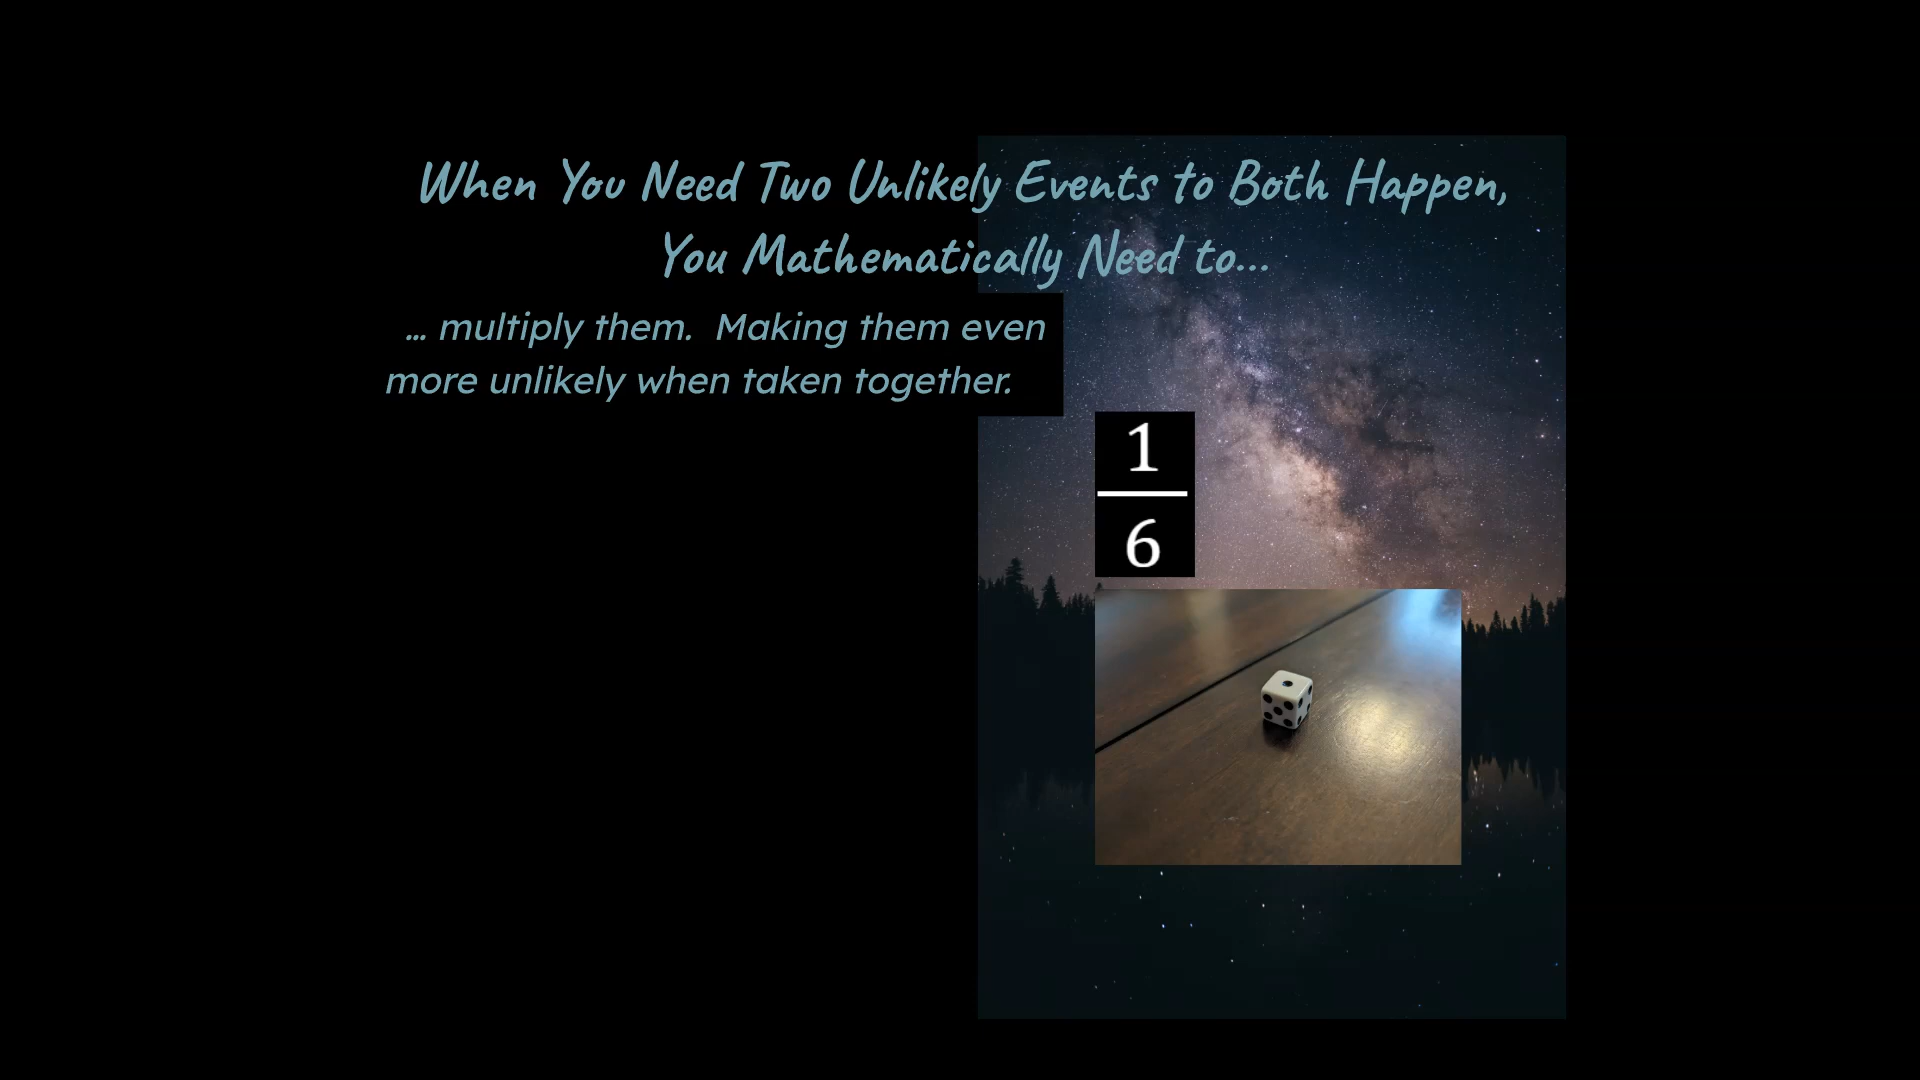 When You Need Two Unlikely Events to Both Happen,
You Mathematically Need to...
... multiply them.  Making them even
more unlikely when taken together.
1
6